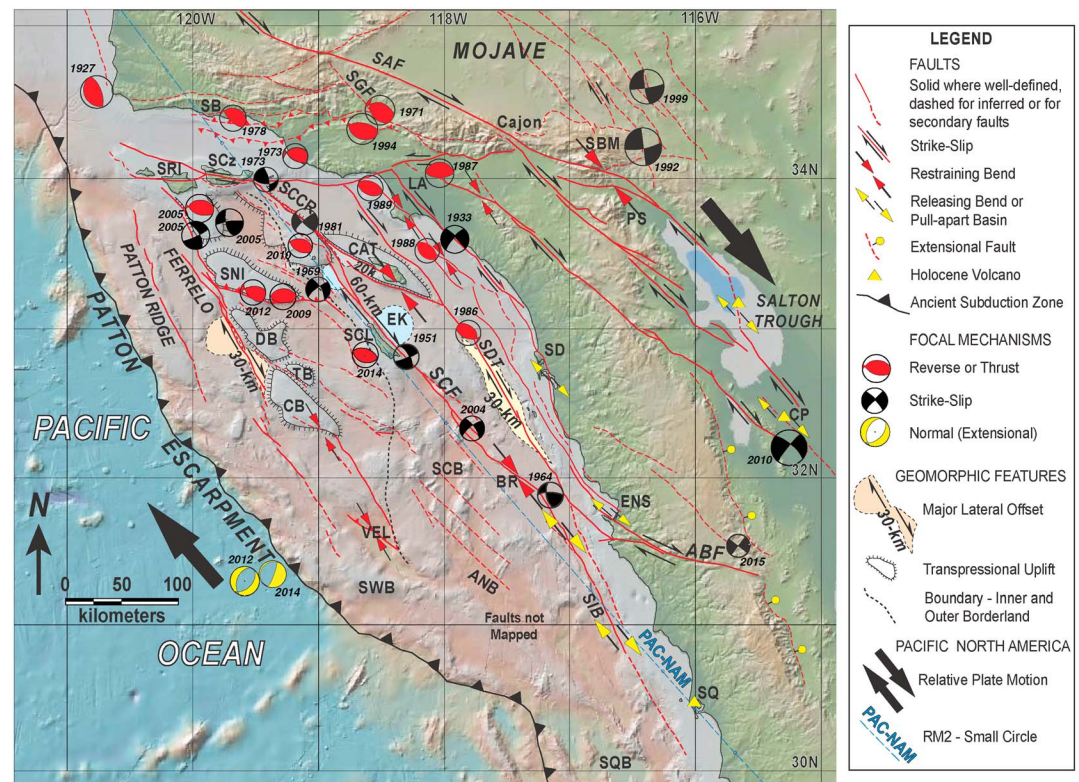 120W
118W
116W
MOJAVE
1927
SAF
SGF
1999
SB
1971
1978
Cajon
1994
SBM
1992
1973
SCz
1973
1987
34N
SRI
LA
SCCR
PS
2005
1989
1933
2005
2005
1981
1988
CAT
2010
20k
1959
SNI
60-km
FERRELO
PATTON RIDGE
SALTON
TROUGH
2012
2009
EK
1986
PATTON
DB
SCL
1951
SDT
SD
30-km
2014
TB
SCF
CB
30-km
CP
PACIFIC
2004
2010
32N
ESCARPMENT
SCB
1964
BR
N
ENS
VEL
ABF
2015
2012
2014
ANB
SWB
SIB
0 50 100
kilometers
Faults not
Mapped
PAC-NAM
OCEAN
SQ
SQB
30N
LEGEND
FAULTS
Solid where well-defined,
dashed for inferred or for
secondary faults
Strike-Slip
Restraining Bend
Releasing Bend or
Pull-apart Basin
Extensional Fault
Holocene Volcano
Ancient Subduction Zone
FOCAL MECHANISMS
Reverse or Thrust
Strike-Slip
Normal (Extensional)
GEOMORPHIC FEATURES
Major Lateral Offset
30-km
Transpressional Uplift
Boundary - Inner and
Outer Borderland
PACIFIC NORTH AMERICA
Relative Plate Motion
PAC-NAM
RM2 - Small Circle